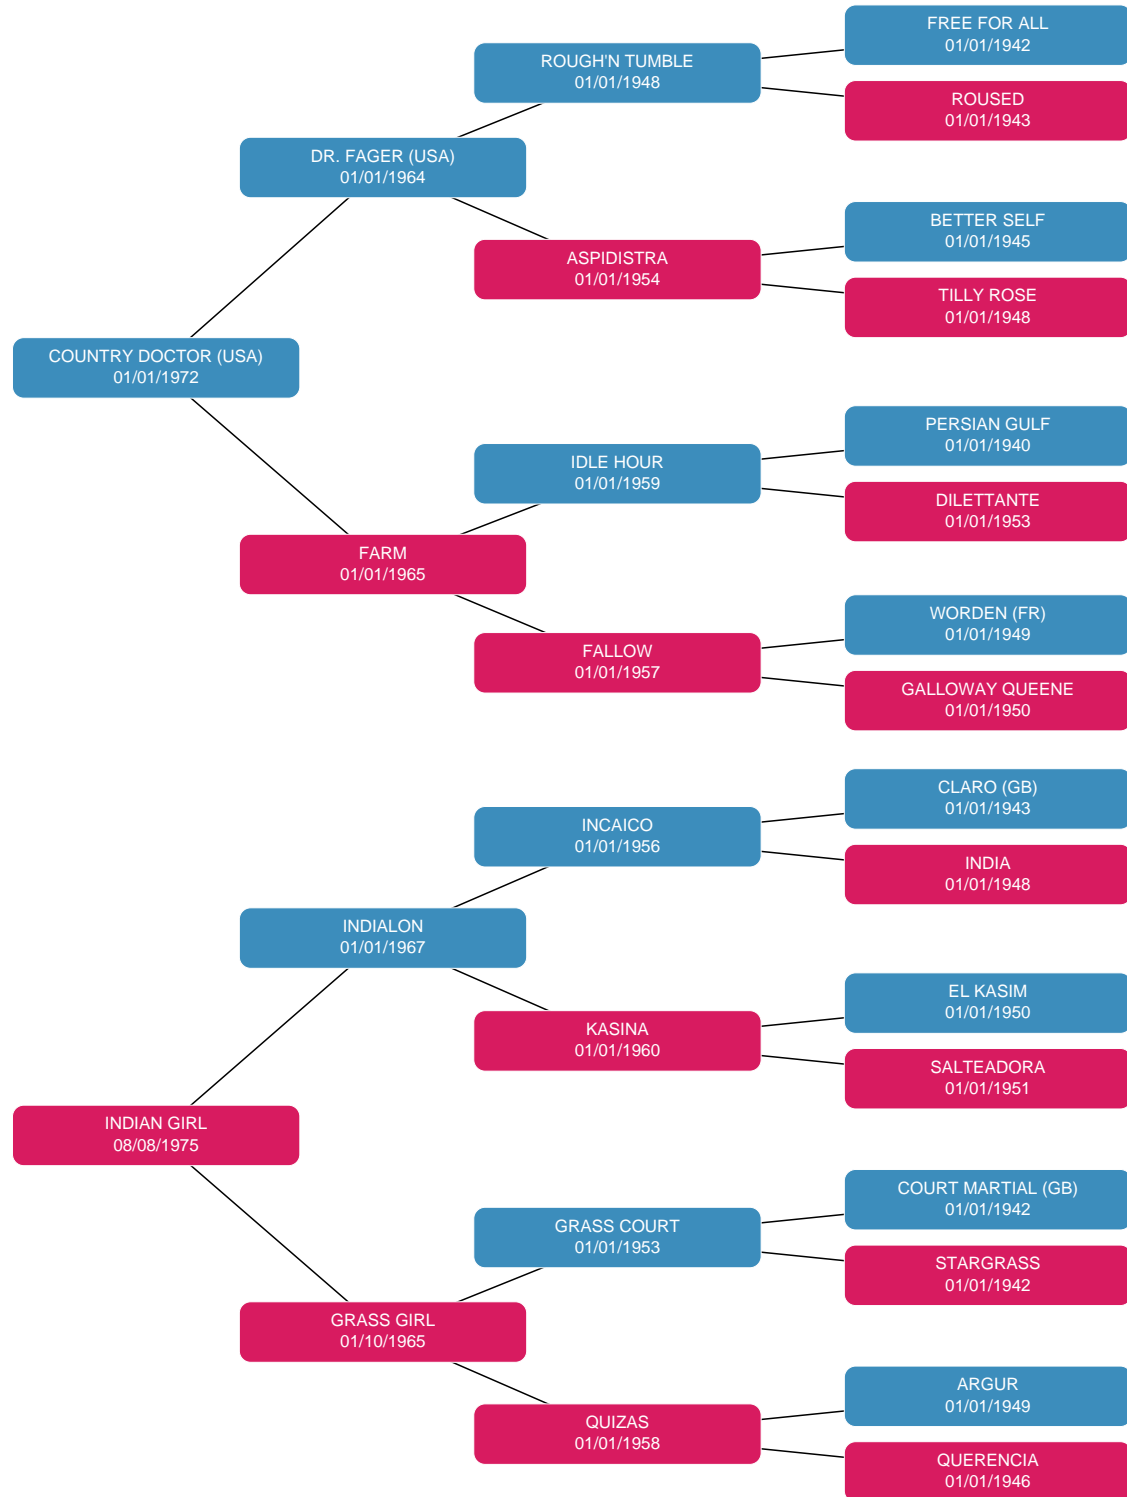 FREE FOR ALL
01/01/1942
ROUGH'N TUMBLE
01/01/1948
ROUSED
01/01/1943
DR. FAGER (USA)
01/01/1964
BETTER SELF
01/01/1945
ASPIDISTRA
01/01/1954
TILLY ROSE
01/01/1948
COUNTRY DOCTOR (USA)
01/01/1972
PERSIAN GULF
01/01/1940
IDLE HOUR
01/01/1959
DILETTANTE
01/01/1953
FARM
01/01/1965
WORDEN (FR)
01/01/1949
FALLOW
01/01/1957
GALLOWAY QUEENE
01/01/1950
CLARO (GB)
01/01/1943
INCAICO
01/01/1956
INDIA
01/01/1948
INDIALON
01/01/1967
EL KASIM
01/01/1950
KASINA
01/01/1960
SALTEADORA
01/01/1951
INDIAN GIRL
08/08/1975
COURT MARTIAL (GB)
01/01/1942
GRASS COURT
01/01/1953
STARGRASS
01/01/1942
GRASS GIRL
01/10/1965
ARGUR
01/01/1949
QUIZAS
01/01/1958
QUERENCIA
01/01/1946